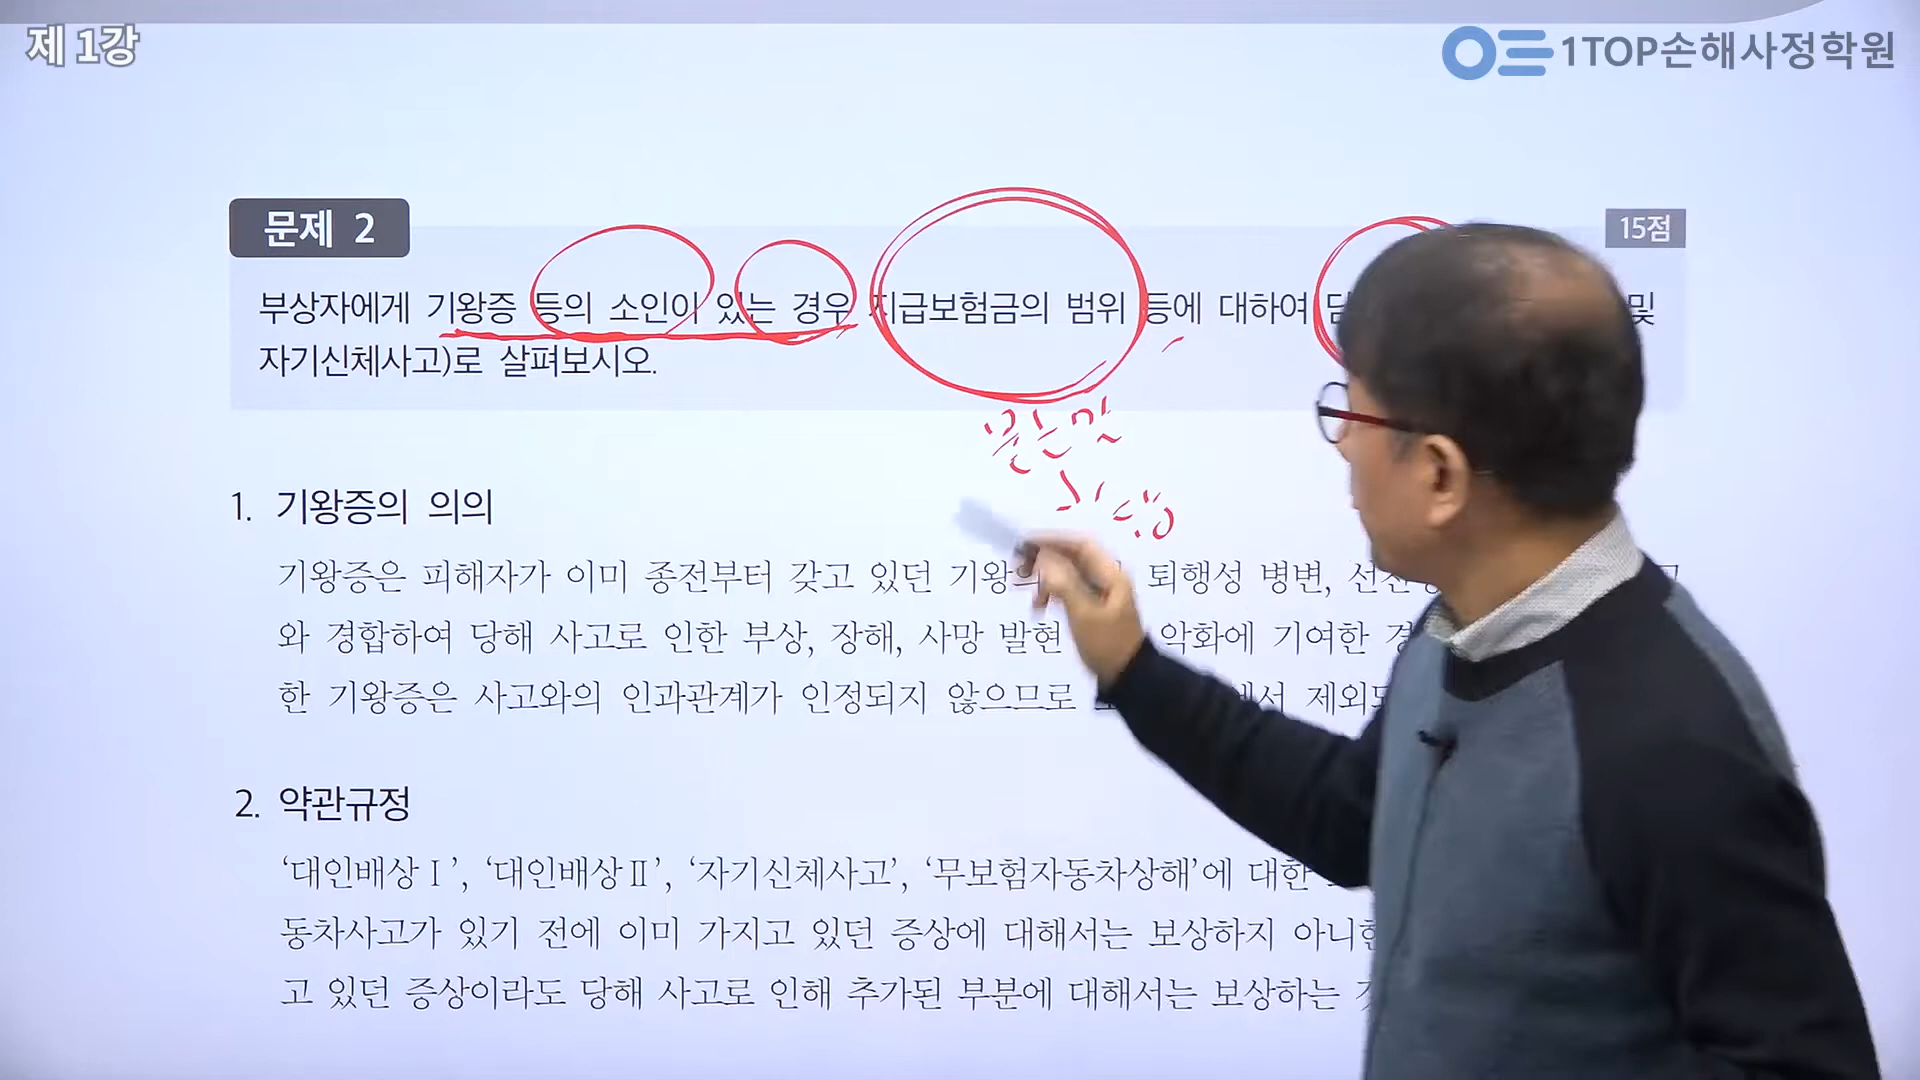 제 1강
1TOP손해사정학원
문제 2
15점
부상자에게 기왕증 등의 소인이 있는 경우 지급보험금의 범위 등에 대하여 담 및
자기신체사고)로 살펴보시오.
1. 기왕증의 의의
기왕증은 피해자가 이미 종전부터 갖고 있던 기왕의 퇴행성 병변,
와 경합하여 당해 사고로 인한 부상, 장해, 사망 발현 악화에 기여한
한 기왕증은 사고와의 인과관계가 인정되지 않으므로 제외되
2. 약관규정
‘대인배상Ⅰ’, ‘대인배상Ⅱ’, ‘자기신체사고’, ‘무보험자동차상해’에 대한
동차사고가 있기 전에 이미 가지고 있던 증상에 대해서는 보상하지 아니한
고 있던 증상이라도 당해 사고로 인해 추가된 부분에 대해서는 보상하는